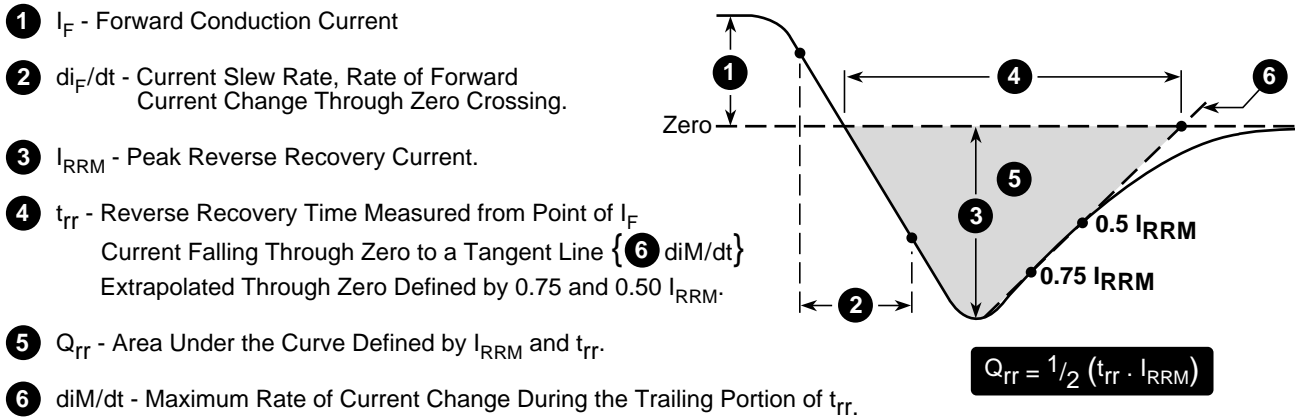 1 I_F - Forward Conduction Current
2 di_F/dt - Current Slew Rate, Rate of Forward
Current Change Through Zero Crossing.
3 I_RRM - Peak Reverse Recovery Current.
4 t_rr - Reverse Recovery Time Measured from Point of I_F
Current Falling Through Zero to a Tangent Line {6 diM/dt}
Extrapolated Through Zero Defined by 0.75 and 0.50 I_RRM.
5 Q_rr - Area Under the Curve Defined by I_RRM and t_rr.
6 diM/dt - Maximum Rate of Current Change During the Trailing Portion of t_rr.
1
4
6
Zero
5
3
0.5 I_RRM
0.75 I_RRM
2
Q_rr = 1/2 (t_rr . I_RRM)